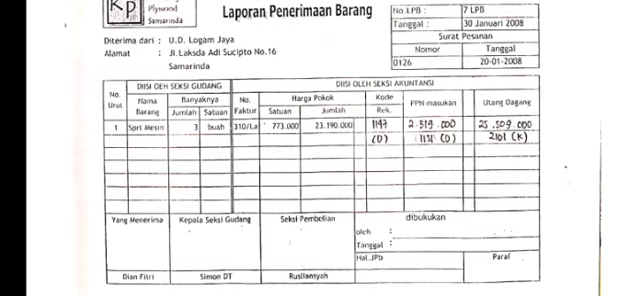 KP Plywood
Samarinda
Laporan Penerimaan Barang
No.LPB : 7 LPB
Tanggal : 30 Januari 2008
Surat Pesanan
Nomor Tanggal
0126 20-01-2008
Diterima dari : U.D. Logam Jaya
Alamat : Jl.Laksda Adi Sucipto No.16
Samarinda
DIISI OEH SEKSI GUDANG DIISI OLEH SEKSI AKUNTANSI
No. Urut Nama Barang Banyaknya No. Faktur Harga Pokok Kode Rek. PPN masukan Utang Dagang
Jumlah Satuan Satuan Jumlah
1 Sprt Mesin 3 buah 310/La 773.000 23.190.000 1147 2.319.000 25.509.000
(D) 1131 (D) 2101 (K)
Yang Menerima Kepala Seksi Gudang Seksi Pembelian dibukukan
oleh :
Tanggal :
Hal.JPb Paraf
Dian Fitri Simon DT Rusliansyah